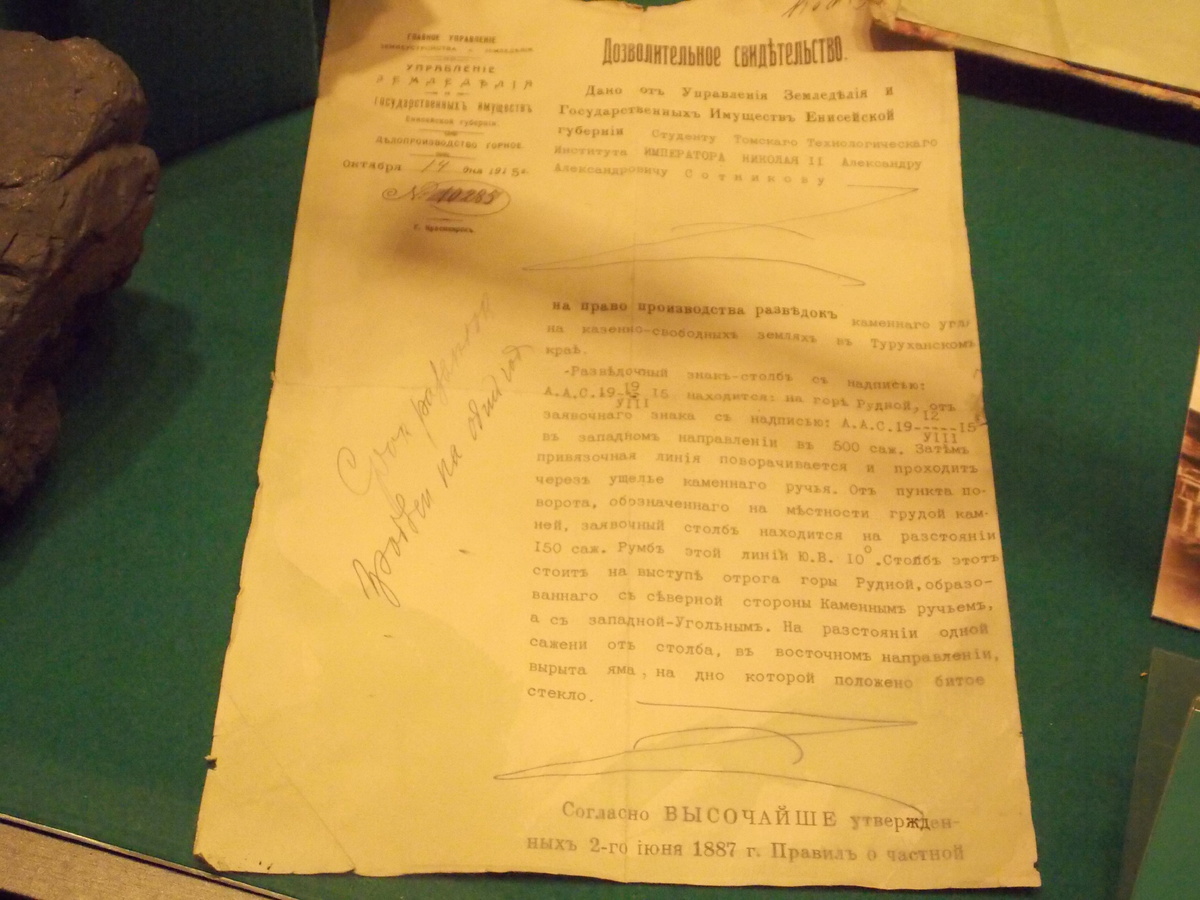 ГЛАВНОЕ УПРАВЛЕНІЕ
УПРАВЛЕНІЕ
ЗЕМЛЕДѢЛІЯ
и
ГОСУДАРСТВЕННЫХЪ ИМУЩЕСТВЪ
Енисейской губерніи.
ДѢЛОПРОИЗВОДСТВО ГОРНОЕ.
Октября 14 дня 1915 г.
№ 10285
г. Красноярскъ.
Дозволительное свидѣтельство.
Дано отъ Управленія Земледѣлія и
Государственныхъ Имуществъ Енисейской
губерніи Студенту Томскаго Технологическаго
Института ИМПЕРАТОРА НИКОЛАЯ II Александру
Александровичу Сотникову
на право производства развѣдокъ каменнаго угля
на казенно-свободныхъ земляхъ въ Туруханскомъ
краѣ.
-Развѣдочный знакъ-столбъ съ надписью:
А.А.С.19 19/УІІІ 15 находится: на горѣ Рудной, отъ
заявочнаго знака съ надписью: А.А.С.19 12/УІІІ 15
въ западномъ направленіи въ 500 саж. Затѣмъ
привязочная линія поворачивается и проходитъ
черезъ ущелье каменнаго ручья. Отъ пункта по-
ворота, обозначеннаго на мѣстности грудой кам-
ней, заявочный столбъ находится на разстояніи
150 саж. Румбъ этой линіи Ю.В. 10°. Столбъ этотъ
стоитъ на выступѣ отрога горы Рудной, образо-
ваннаго съ сѣверной стороны Каменнымъ ручьемъ,
а съ западной-Угольнымъ. На разстояніи одной
сажени отъ столба, въ восточномъ направленіи,
вырыта яма, на дно которой положено битое
стекло.
Согласно ВЫСОЧАЙШЕ утвержден-
ныхъ 2-го іюня 1887 г. Правилъ о частной